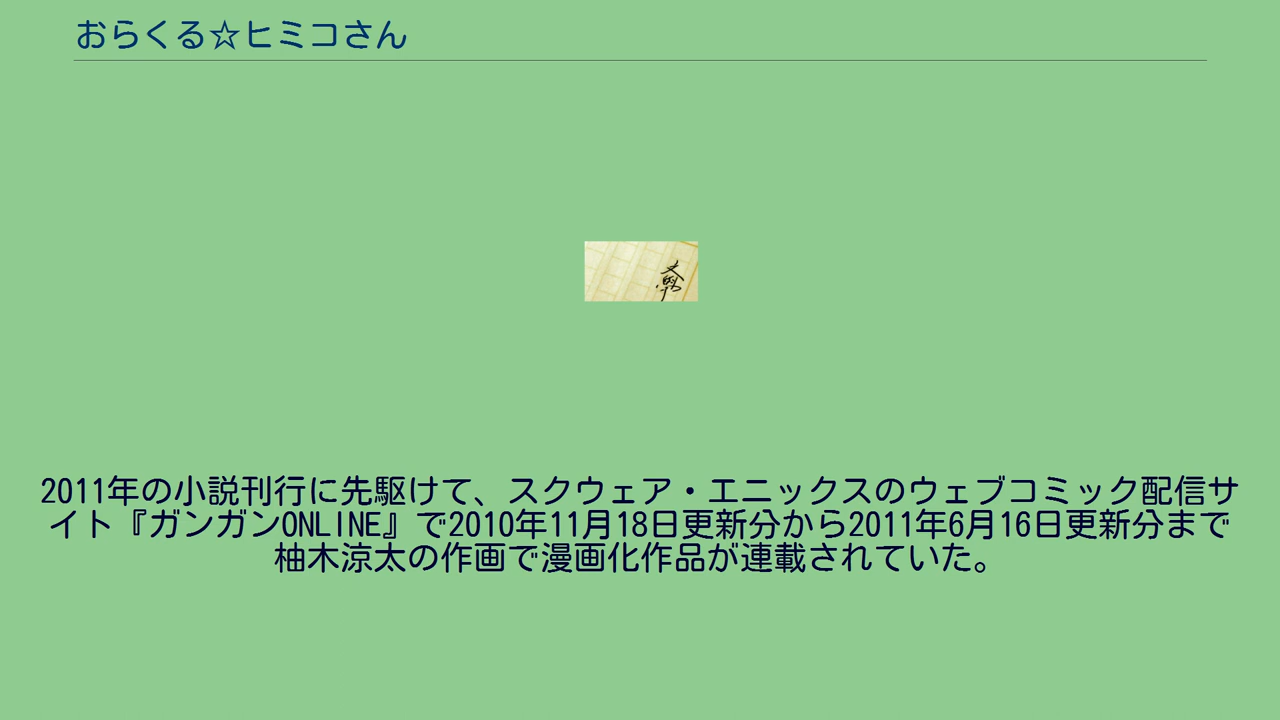 おらくる☆ヒミコさん
2011年の小説刊行に先駆けて、スクウェア・エニックスのウェブコミック配信サ
イト『ガンガンONLINE』で2010年11月18日更新分から2011年6月16日更新分まで
柚木涼太の作画で漫画化作品が連載されていた。